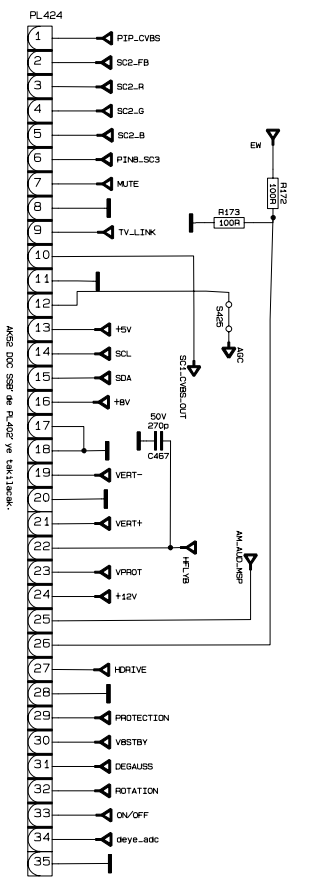 PL424
1 PIP_CVBS
2 SC2_FB
3 SC2_R
4 SC2_G
5 SC2_B
6 PIN8_SC3
7 MUTE
8
9 TV_LINK
10
11
12
13 +5V
14 SCL
15 SDA
16 +8V
17
18
19 VERT-
20
21 VERT+
22
23 VPROT
24 +12V
25
26
27 HDRIVE
28
29 PROTECTION
30 V8STBY
31 DEGAUSS
32 ROTATION
33 ON/OFF
34 deye_adc
35
EW
R172
100R
R173
100R
S425
AGC
SC1_CVBS_OUT
50V
270p
C467
HFLYB
AM_AUD_MSP
AK52 DOC SSB'de PL402'ye takilacak.